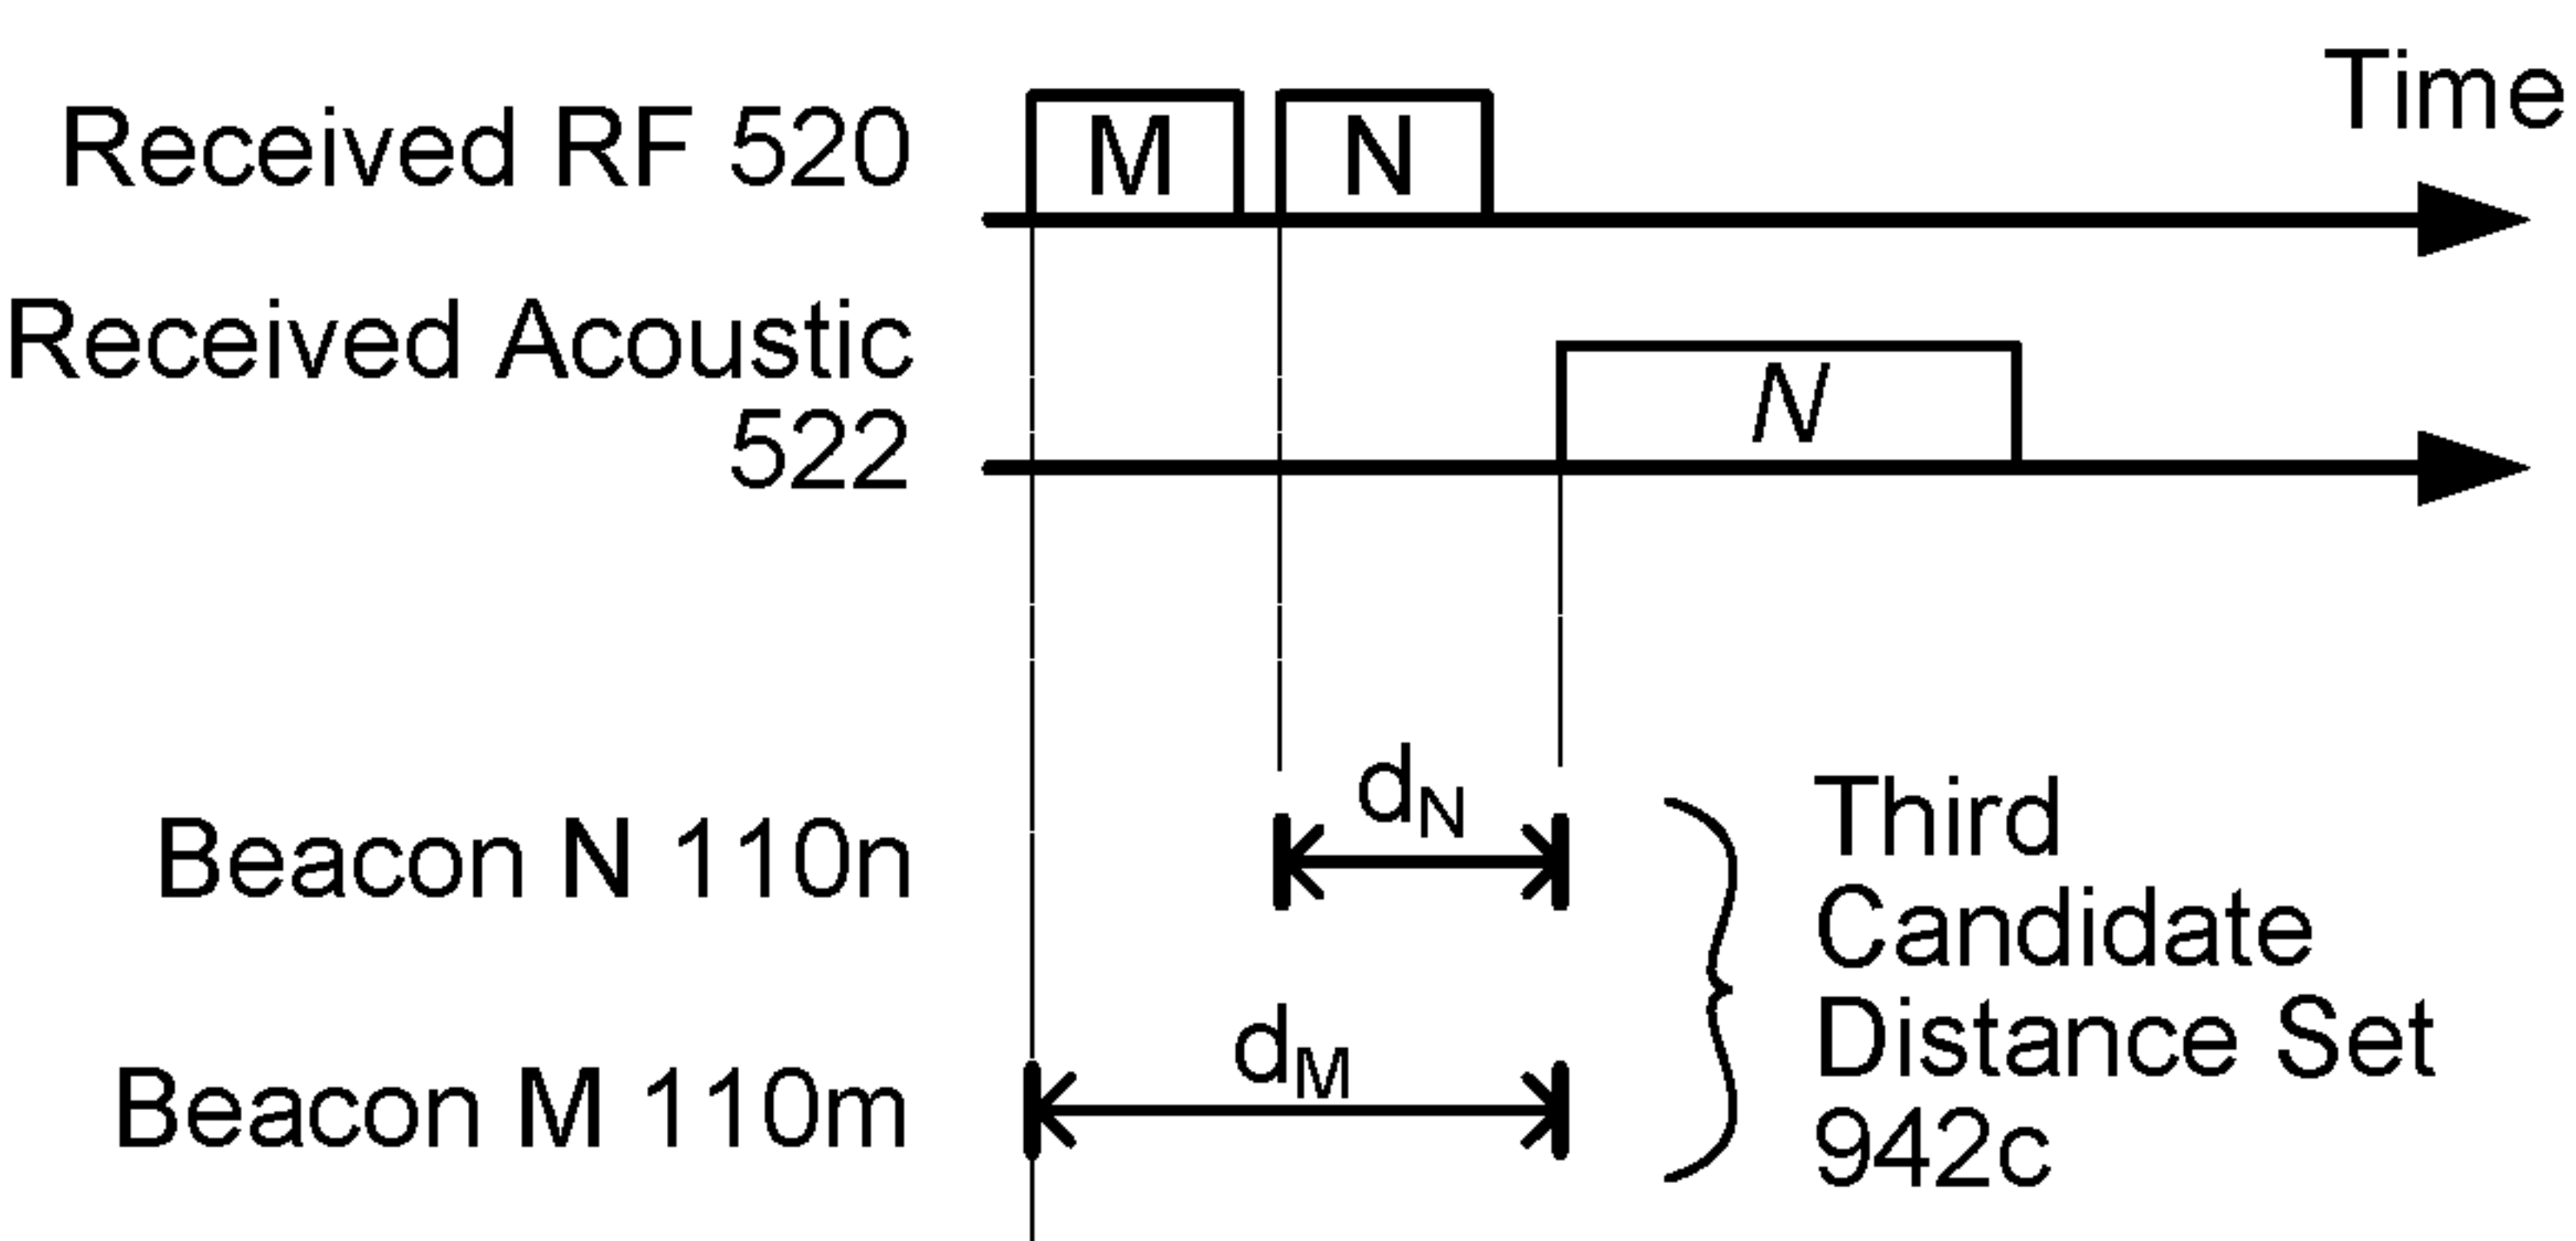 Time
Received RF 520
M N
Received Acoustic
522
N
Beacon N 110n
dN
Beacon M 110m
dM
Third
Candidate
Distance Set
942c